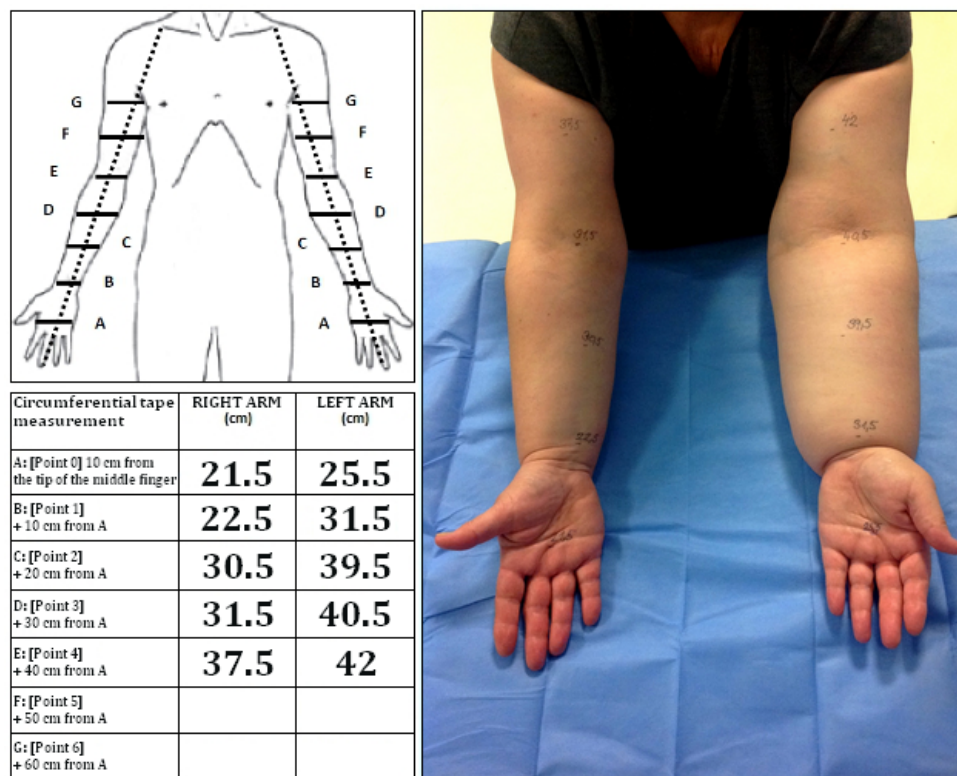 G G
F F
E E
D D
C C
B B
A A
Circumferential tape measurement RIGHT ARM (cm) LEFT ARM (cm)
A: [Point 0] 10 cm from the tip of the middle finger 21.5 25.5
B: [Point 1] + 10 cm from A 22.5 31.5
C: [Point 2] + 20 cm from A 30.5 39.5
D: [Point 3] + 30 cm from A 31.5 40.5
E: [Point 4] + 40 cm from A 37.5 42
F: [Point 5] + 50 cm from A
G: [Point 6] + 60 cm from A
37,5 42
31,5 40,5
30,5 39,5
31,5